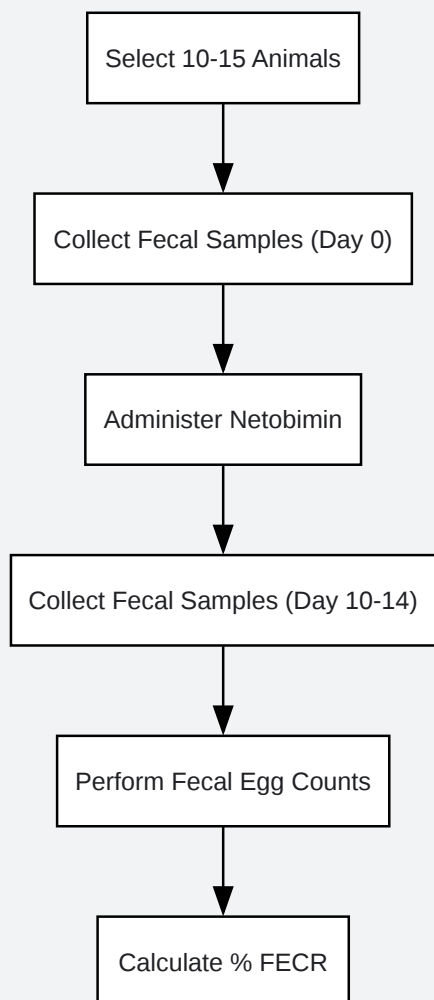 Select 10-15 Animals
Collect Fecal Samples (Day 0)
Administer Netobimin
Collect Fecal Samples (Day 10-14)
Perform Fecal Egg Counts
Calculate % FECR